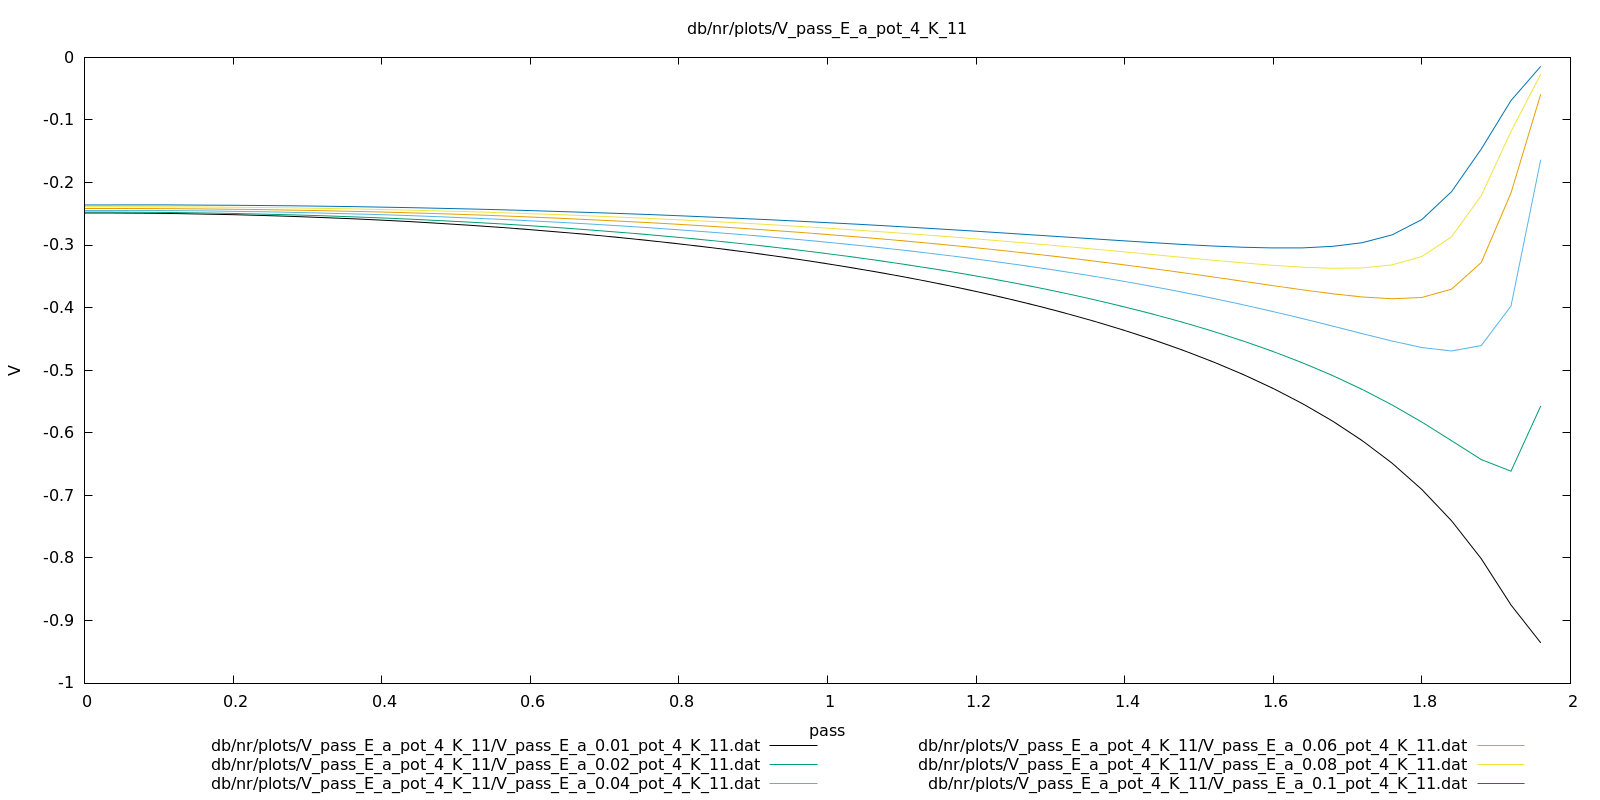 db/nr/plots/V_pass_E_a_pot_4_K_11
0
-0.1
-0.2
-0.3
-0.4
-0.5
-0.6
-0.7
-0.8
-0.9
-1
V
0 0.2 0.4 0.6 0.8 1 1.2 1.4 1.6 1.8 2
pass
db/nr/plots/V_pass_E_a_pot_4_K_11/V_pass_E_a_0.01_pot_4_K_11.dat
db/nr/plots/V_pass_E_a_pot_4_K_11/V_pass_E_a_0.02_pot_4_K_11.dat
db/nr/plots/V_pass_E_a_pot_4_K_11/V_pass_E_a_0.04_pot_4_K_11.dat
db/nr/plots/V_pass_E_a_pot_4_K_11/V_pass_E_a_0.06_pot_4_K_11.dat
db/nr/plots/V_pass_E_a_pot_4_K_11/V_pass_E_a_0.08_pot_4_K_11.dat
db/nr/plots/V_pass_E_a_pot_4_K_11/V_pass_E_a_0.1_pot_4_K_11.dat